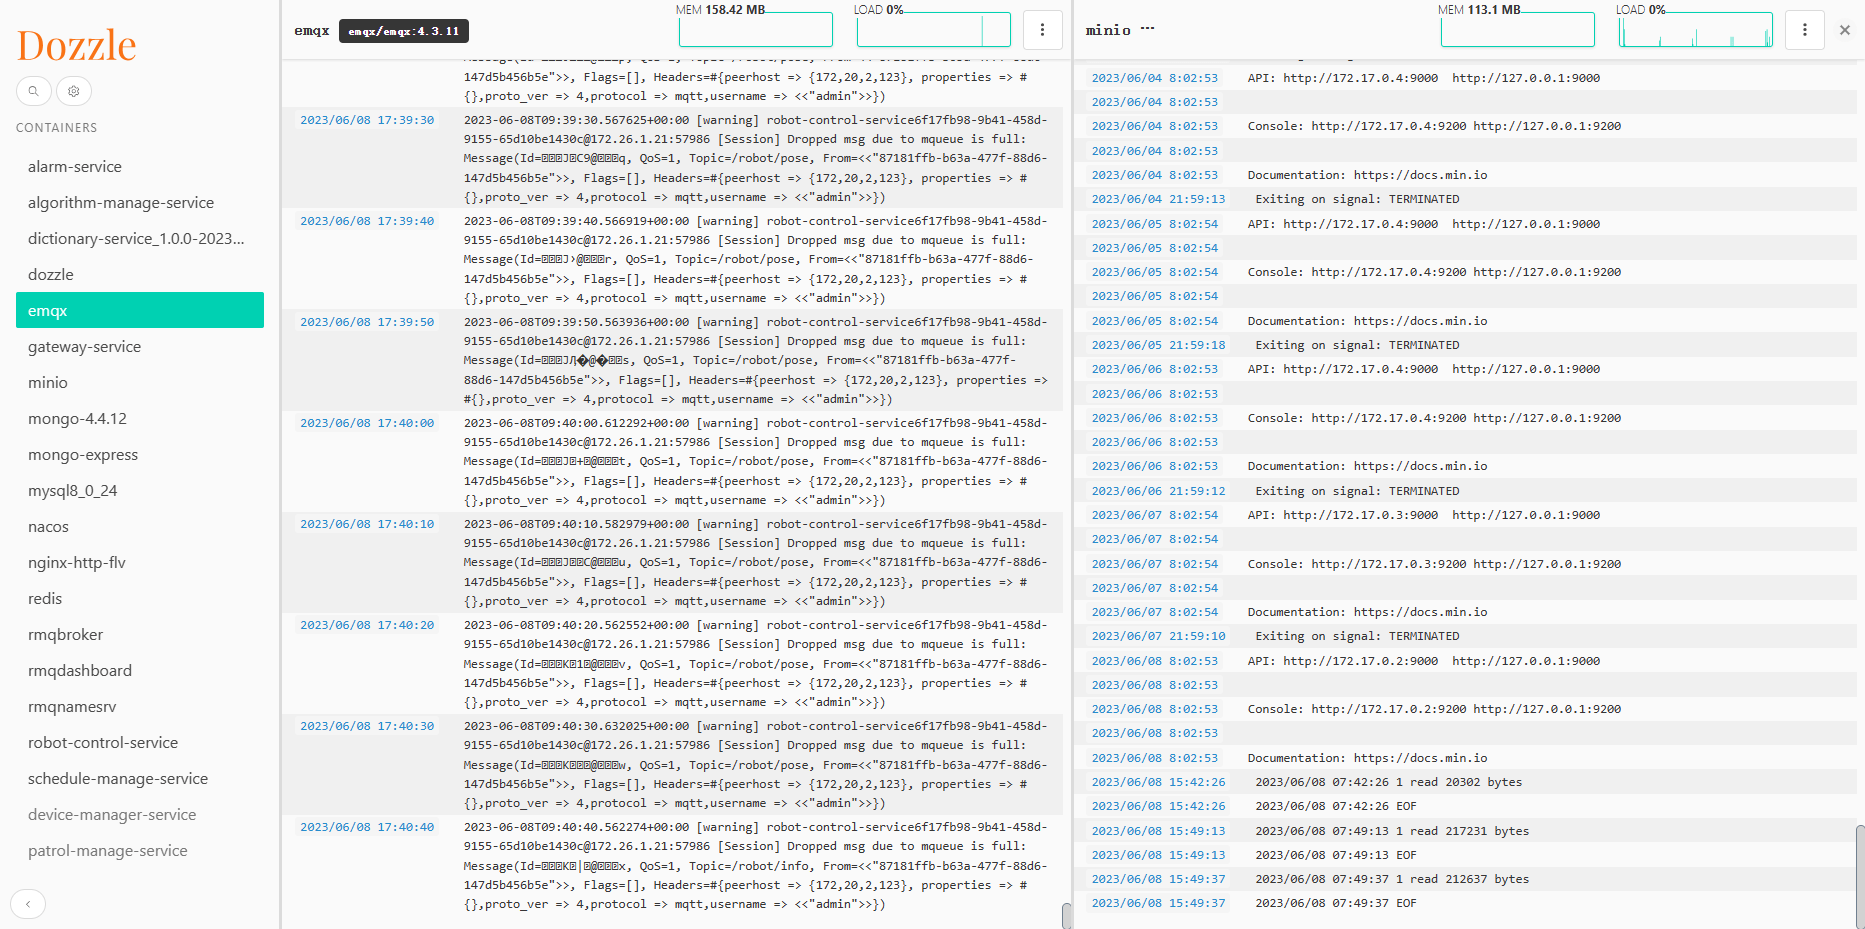 Dozzle
CONTAINERS
alarm-service
algorithm-manage-service
dictionary-service_1.0.0-2023...
dozzle
emqx
gateway-service
minio
mongo-4.4.12
mongo-express
mysql8_0_24
nacos
nginx-http-flv
redis
rmqbroker
rmqdashboard
rmqnamesrv
robot-control-service
schedule-manage-service
device-manager-service
patrol-manage-service
emqx emqx/emqx:4.3.11
MEM 158.42 MB LOAD 0%
147d5b456b5e">>, Flags=[], Headers=#{peerhost => {172,20,2,123}, properties => #
{},proto_ver => 4,protocol => mqtt,username => <<"admin">>})
2023/06/08 17:39:30 2023-06-08T09:39:30.567625+00:00 [warning] robot-control-service6f17fb98-9b41-458d-
9155-65d10be1430c@172.26.1.21:57986 [Session] Dropped msg due to mqueue is full:
QoS=1, Topic=/robot/pose, From=<<"87181ffb-b63a-477f-88d6-
147d5b456b5e">>, Flags=[], Headers=#{peerhost => {172,20,2,123}, properties => #
{},proto_ver => 4,protocol => mqtt,username => <<"admin">>})
2023/06/08 17:39:40 2023-06-08T09:39:40.566919+00:00 [warning] robot-control-service6f17fb98-9b41-458d-
9155-65d10be1430c@172.26.1.21:57986 [Session] Dropped msg due to mqueue is full:
QoS=1, Topic=/robot/pose, From=<<"87181ffb-b63a-477f-88d6-
147d5b456b5e">>, Flags=[], Headers=#{peerhost => {172,20,2,123}, properties => #
{},proto_ver => 4,protocol => mqtt,username => <<"admin">>})
2023/06/08 17:39:50 2023-06-08T09:39:50.563936+00:00 [warning] robot-control-service6f17fb98-9b41-458d-
9155-65d10be1430c@172.26.1.21:57986 [Session] Dropped msg due to mqueue is full:
QoS=1, Topic=/robot/pose, From=<<"87181ffb-b63a-477f-
88d6-147d5b456b5e">>, Flags=[], Headers=#{peerhost => {172,20,2,123}, properties =>
#{},proto_ver => 4,protocol => mqtt,username => <<"admin">>})
2023/06/08 17:40:00 2023-06-08T09:40:00.612292+00:00 [warning] robot-control-service6f17fb98-9b41-458d-
9155-65d10be1430c@172.26.1.21:57986 [Session] Dropped msg due to mqueue is full:
QoS=1, Topic=/robot/pose, From=<<"87181ffb-b63a-477f-88d6-
147d5b456b5e">>, Flags=[], Headers=#{peerhost => {172,20,2,123}, properties => #
{},proto_ver => 4,protocol => mqtt,username => <<"admin">>})
2023/06/08 17:40:10 2023-06-08T09:40:10.582979+00:00 [warning] robot-control-service6f17fb98-9b41-458d-
9155-65d10be1430c@172.26.1.21:57986 [Session] Dropped msg due to mqueue is full:
QoS=1, Topic=/robot/pose, From=<<"87181ffb-b63a-477f-88d6-
147d5b456b5e">>, Flags=[], Headers=#{peerhost => {172,20,2,123}, properties => #
{},proto_ver => 4,protocol => mqtt,username => <<"admin">>})
2023/06/08 17:40:20 2023-06-08T09:40:20.562552+00:00 [warning] robot-control-service6f17fb98-9b41-458d-
9155-65d10be1430c@172.26.1.21:57986 [Session] Dropped msg due to mqueue is full:
QoS=1, Topic=/robot/pose, From=<<"87181ffb-b63a-477f-88d6-
147d5b456b5e">>, Flags=[], Headers=#{peerhost => {172,20,2,123}, properties => #
{},proto_ver => 4,protocol => mqtt,username => <<"admin">>})
2023/06/08 17:40:30 2023-06-08T09:40:30.632025+00:00 [warning] robot-control-service6f17fb98-9b41-458d-
9155-65d10be1430c@172.26.1.21:57986 [Session] Dropped msg due to mqueue is full:
QoS=1, Topic=/robot/pose, From=<<"87181ffb-b63a-477f-88d6-
147d5b456b5e">>, Flags=[], Headers=#{peerhost => {172,20,2,123}, properties => #
{},proto_ver => 4,protocol => mqtt,username => <<"admin">>})
2023/06/08 17:40:40 2023-06-08T09:40:40.562274+00:00 [warning] robot-control-service6f17fb98-9b41-458d-
9155-65d10be1430c@172.26.1.21:57986 [Session] Dropped msg due to mqueue is full:
QoS=1, Topic=/robot/info, From=<<"87181ffb-b63a-477f-88d6-
147d5b456b5e">>, Flags=[], Headers=#{peerhost => {172,20,2,123}, properties => #
{},proto_ver => 4,protocol => mqtt,username => <<"admin">>})
minio ···
MEM 113.1 MB LOAD 0%
2023/06/04 8:02:53 API: http://172.17.0.4:9000 http://127.0.0.1:9000
2023/06/04 8:02:53
2023/06/04 8:02:53 Console: http://172.17.0.4:9200 http://127.0.0.1:9200
2023/06/04 8:02:53
2023/06/04 8:02:53 Documentation: https://docs.min.io
2023/06/04 21:59:13 Exiting on signal: TERMINATED
2023/06/05 8:02:54 API: http://172.17.0.4:9000 http://127.0.0.1:9000
2023/06/05 8:02:54
2023/06/05 8:02:54 Console: http://172.17.0.4:9200 http://127.0.0.1:9200
2023/06/05 8:02:54
2023/06/05 8:02:54 Documentation: https://docs.min.io
2023/06/05 21:59:18 Exiting on signal: TERMINATED
2023/06/06 8:02:53 API: http://172.17.0.4:9000 http://127.0.0.1:9000
2023/06/06 8:02:53
2023/06/06 8:02:53 Console: http://172.17.0.4:9200 http://127.0.0.1:9200
2023/06/06 8:02:53
2023/06/06 8:02:53 Documentation: https://docs.min.io
2023/06/06 21:59:12 Exiting on signal: TERMINATED
2023/06/07 8:02:54 API: http://172.17.0.3:9000 http://127.0.0.1:9000
2023/06/07 8:02:54
2023/06/07 8:02:54 Console: http://172.17.0.3:9200 http://127.0.0.1:9200
2023/06/07 8:02:54
2023/06/07 8:02:54 Documentation: https://docs.min.io
2023/06/07 21:59:10 Exiting on signal: TERMINATED
2023/06/08 8:02:53 API: http://172.17.0.2:9000 http://127.0.0.1:9000
2023/06/08 8:02:53
2023/06/08 8:02:53 Console: http://172.17.0.2:9200 http://127.0.0.1:9200
2023/06/08 8:02:53
2023/06/08 8:02:53 Documentation: https://docs.min.io
2023/06/08 15:42:26 2023/06/08 07:42:26 1 read 20302 bytes
2023/06/08 15:42:26 2023/06/08 07:42:26 EOF
2023/06/08 15:49:13 2023/06/08 07:49:13 1 read 217231 bytes
2023/06/08 15:49:13 2023/06/08 07:49:13 EOF
2023/06/08 15:49:37 2023/06/08 07:49:37 1 read 212637 bytes
2023/06/08 15:49:37 2023/06/08 07:49:37 EOF